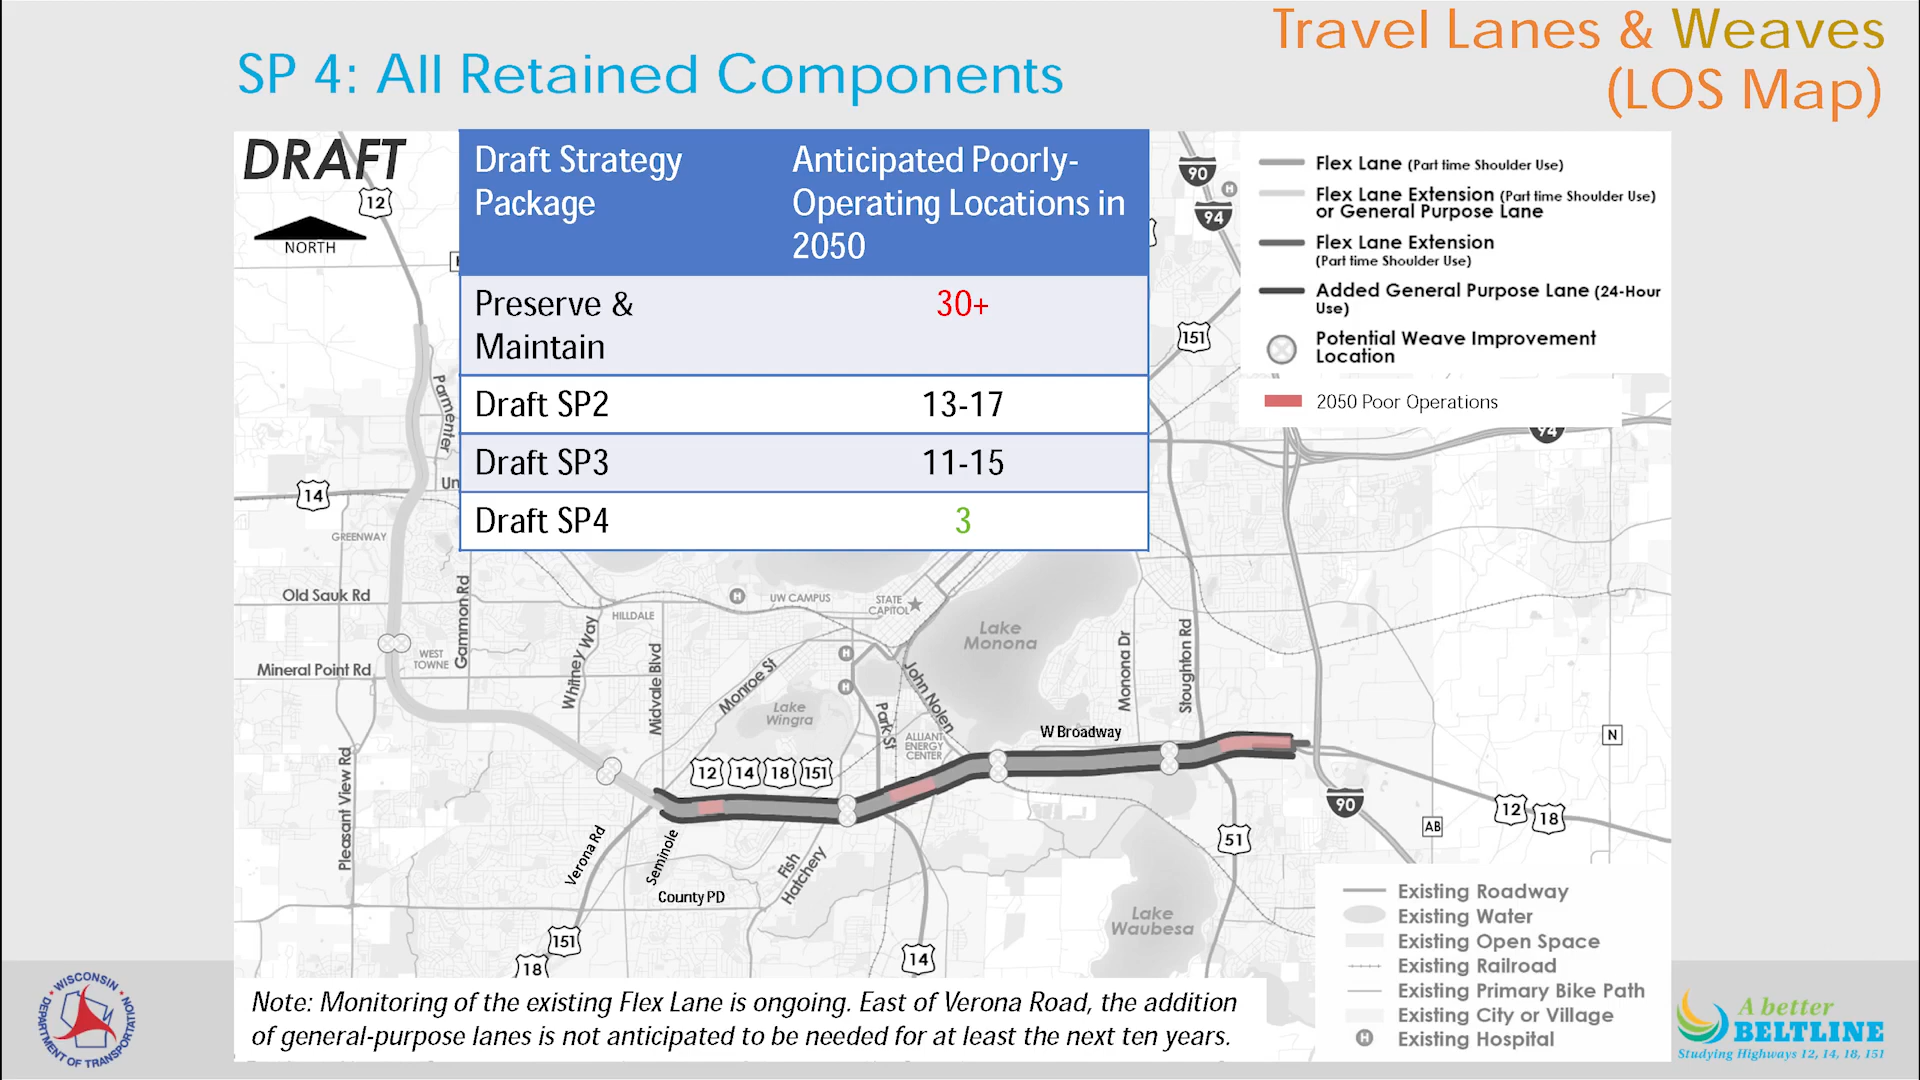 Travel Lanes & Weaves
(LOS Map)
SP 4: All Retained Components
DRAFT
NORTH
Draft Strategy Package
Anticipated Poorly-Operating Locations in 2050
Preserve & Maintain
30+
Draft SP2
13-17
Draft SP3
11-15
Draft SP4
3
Flex Lane (Part time Shoulder Use)
Flex Lane Extension (Part time Shoulder Use)
or General Purpose Lane
Flex Lane Extension
(Part time Shoulder Use)
Added General Purpose Lane (24-Hour
Use)
Potential Weave Improvement
Location
2050 Poor Operations
12
90
H
94
151
94
Parmenter
Un
14
GREENWAY
Old Sauk Rd
Gammon Rd
WEST
TOWNE
Mineral Point Rd
Whitney Way
HILLDALE
Midvale Blvd
H
UW CAMPUS
STATE
CAPITOL
Monroe St
Lake
Wingra
H
H
Park St
John Nolen
ALLIANT
ENERGY
CENTER
Lake
Monona
Monona Dr
Stoughton Rd
W Broadway
12 14 18 151
Pleasant View Rd
Verona Rd
Seminole
Fish
Hatchery
County PD
151
18
14
Lake
Waubesa
51
90
AB
12
18
N
Existing Roadway
Existing Water
Existing Open Space
Existing Railroad
Existing Primary Bike Path
Existing City or Village
H Existing Hospital
Note: Monitoring of the existing Flex Lane is ongoing. East of Verona Road, the addition
of general-purpose lanes is not anticipated to be needed for at least the next ten years.
WISCONSIN
DEPARTMENT OF TRANSPORTATION
A better
BELTLINE
Studying Highways 12, 14, 18, 151